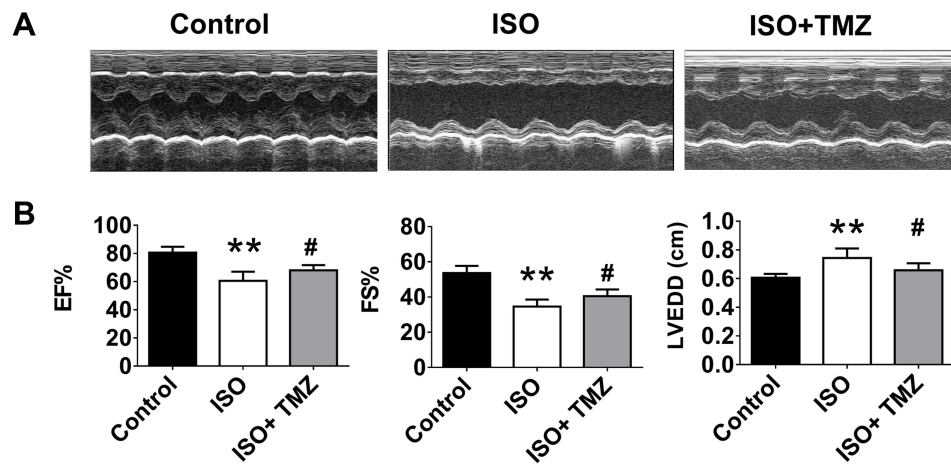 A
Control
ISO
ISO+TMZ
B
EF%
100
80
60
40
20
0
**
#
Control
ISO
ISO+ TMZ
FS%
80
60
40
20
0
**
#
Control
ISO
ISO+ TMZ
LVEDD (cm)
1.0
0.8
0.6
0.4
0.2
0.0
**
#
Control
ISO
ISO+ TMZ